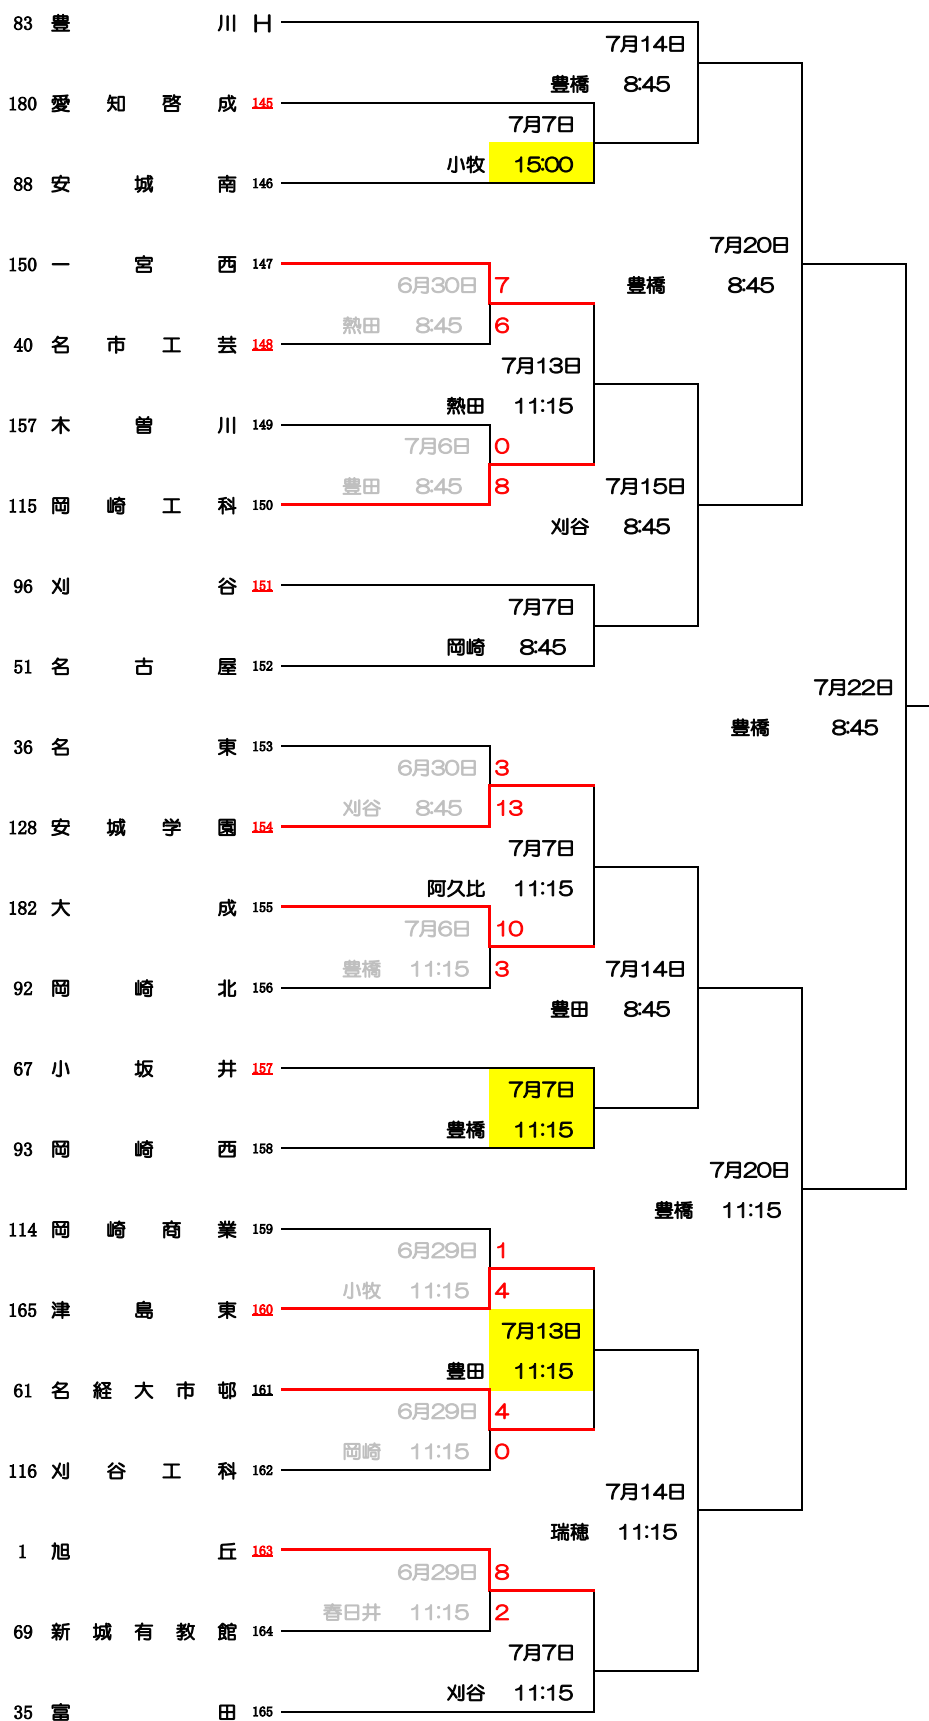 83 豊川 H
7月14日
豊橋 8:45
180 愛知啓成 145
7月7日
小牧 15:00
88 安城南 146
7月20日
150 一宮西 147
6月30日 7
豊橋 8:45
熱田 8:45 6
40 名市工芸 148
7月13日
熱田 11:15
157 木曽川 149
7月6日 0
豊田 8:45 8
7月15日
115 岡崎工科 150
刈谷 8:45
96 刈谷 151
7月7日
岡崎 8:45
51 名古屋 152
7月22日
豊橋 8:45
36 名東 153
6月30日 3
刈谷 8:45 13
128 安城学園 154
7月7日
阿久比 11:15
182 大成 155
7月6日 10
豊橋 11:15 3
7月14日
92 岡崎北 156
豊田 8:45
67 小坂井 157
7月7日
豊橋 11:15
93 岡崎西 158
7月20日
豊橋 11:15
114 岡崎商業 159
6月29日 1
小牧 11:15 4
165 津島東 160
7月13日
豊田 11:15
61 名経大市邨 161
6月29日 4
岡崎 11:15 0
116 刈谷工科 162
7月14日
瑞穂 11:15
1 旭丘 163
6月29日 8
春日井 11:15 2
69 新城有教館 164
7月7日
刈谷 11:15
35 富田 165